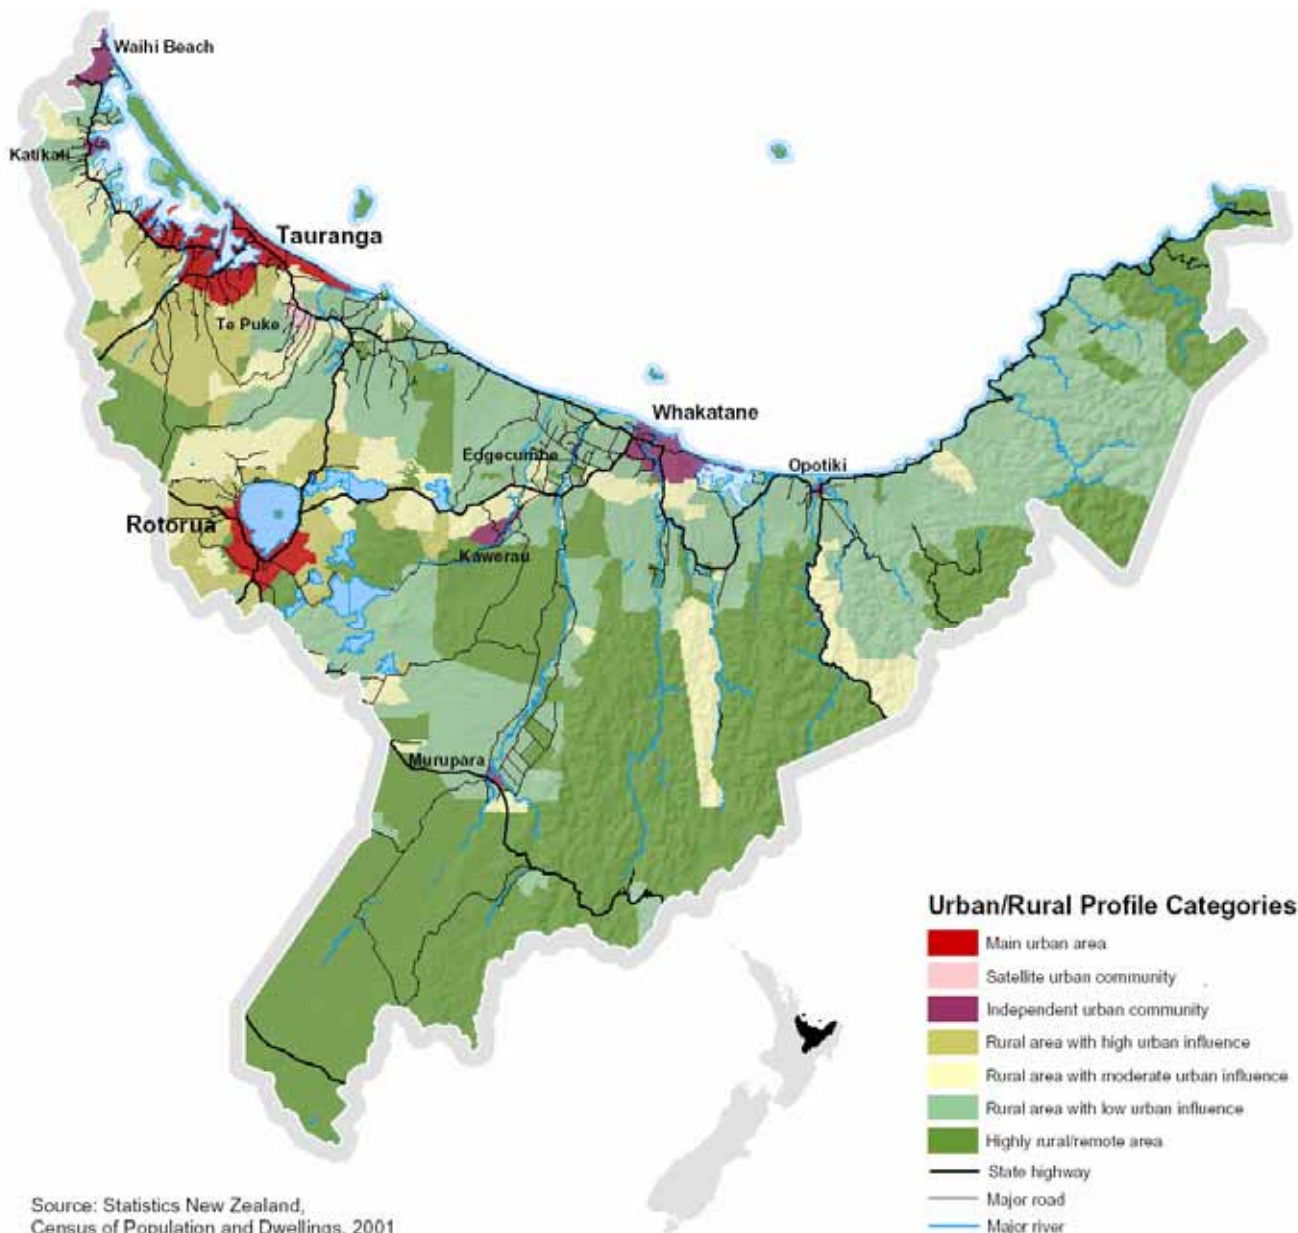 Waihi Beach
Katikati
Tauranga
Te Puke
Whakatane
Edgecumbe
Opotiki
Rotorua
Kawerau
Murupara
Urban/Rural Profile Categories
Main urban area
Satellite urban community
Independent urban community
Rural area with high urban influence
Rural area with moderate urban influence
Rural area with low urban influence
Highly rural/remote area
State highway
Major road
Major river
Source: Statistics New Zealand,
Census of Population and Dwellings, 2001